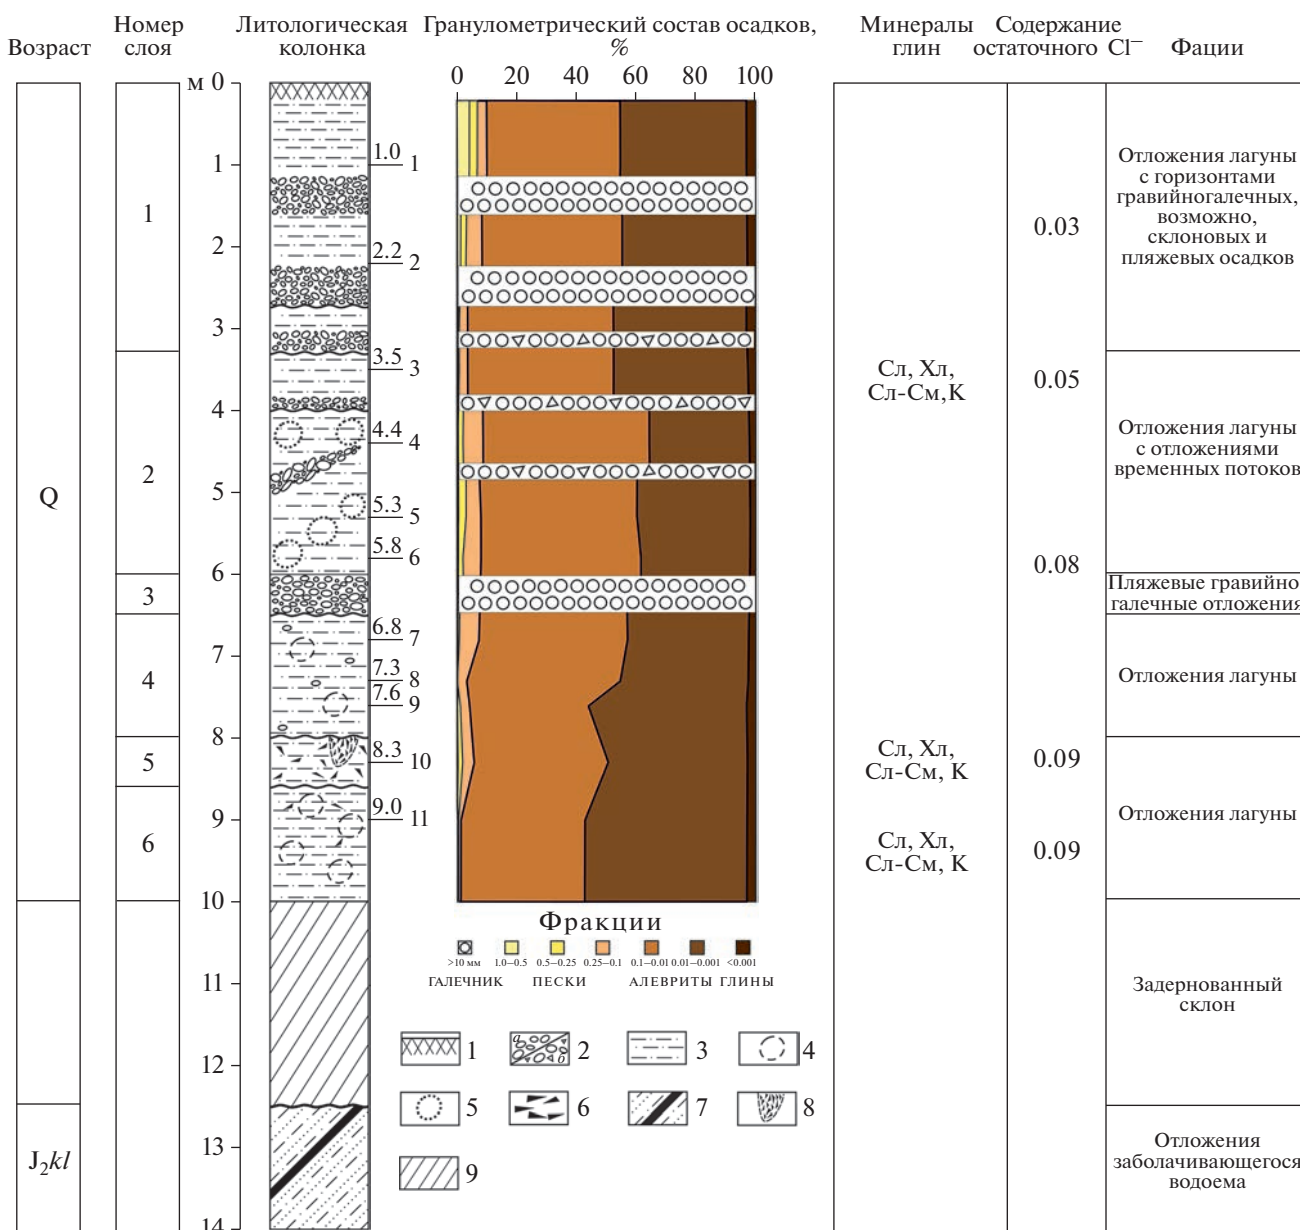 Возраст
Номер
слоя
Литологическая
колонка
Гранулометрический состав осадков,
%
Минералы
глин
Содержание
остаточного Cl⁻
Фации
м 0
1
2
3
4
5
6
7
8
9
10
11
12
13
14
0 20 40 60 80 100
Q
J₂kl
1
2
3
4
5
6
1.0 1
2.2 2
3.5 3
4.4 4
5.3 5
5.8 6
6.8 7
7.3 8
7.6 9
8.3 10
9.0 11
Сл, Хл,
Сл-См,К
Сл, Хл,
Сл-См, К
Сл, Хл,
Сл-См, К
0.03
0.05
0.08
0.09
0.09
Отложения лагуны
с горизонтами
гравийногалечных,
возможно,
склоновых и
пляжевых осадков
Отложения лагуны
с отложениями
временных потоков
Пляжевые гравийно
галечные отложения
Отложения лагуны
Отложения лагуны
Задернованный
склон
Отложения
заболачивающегося
водоема
Фракции
>10 мм 1.0–0.5 0.5–0.25 0.25–0.1 0.1–0.01 0.01–0.001 <0.001
ГАЛЕЧНИК ПЕСКИ АЛЕВРИТЫ ГЛИНЫ
1
а б 2
3
4
5
6
7
8
9